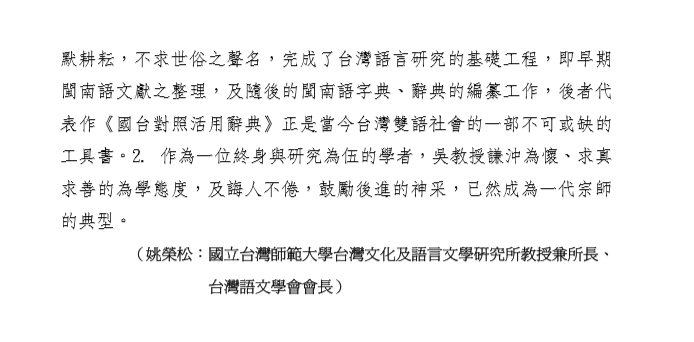 默耕耘，不求世俗之聲名，完成了台灣語言研究的基礎工程，即早期
閩南語文獻之整理，及隨後的閩南語字典、辭典的編纂工作，後者代
表作《國台對照活用辭典》正是當今台灣雙語社會的一部不可或缺的
工具書。2. 作為一位終身與研究為伍的學者，吳教授謙沖為懷、求真
求善的為學態度，及誨人不倦，鼓勵後進的神采，已然成為一代宗師
的典型。
（姚榮松：國立台灣師範大學台灣文化及語言文學研究所教授兼所長、
台灣語文學會會長）